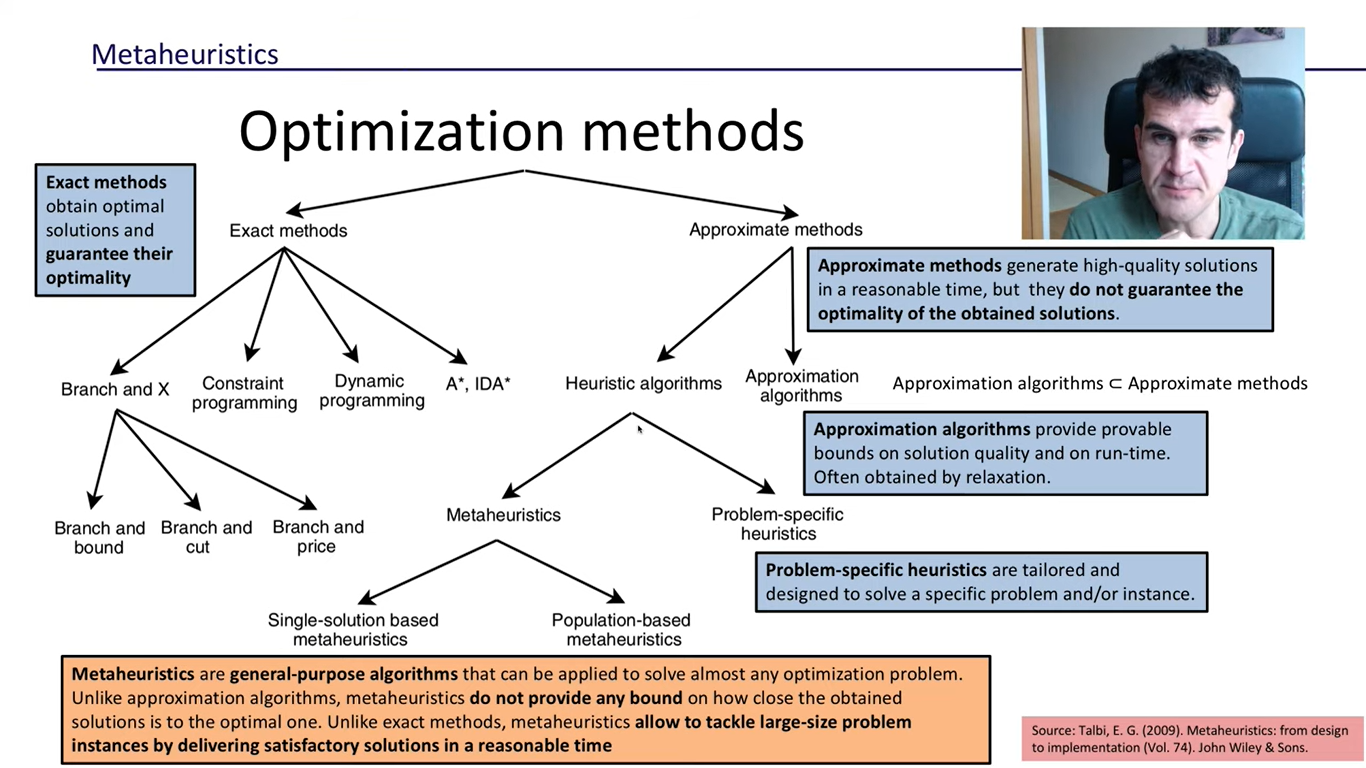 Metaheuristics
Optimization methods
Exact methods
obtain optimal
solutions and
guarantee their
optimality
Exact methods
Approximate methods
Approximate methods generate high-quality solutions
in a reasonable time, but they do not guarantee the
optimality of the obtained solutions.
Branch and X
Constraint
programming
Dynamic
programming
A*, IDA*
Heuristic algorithms
Approximation
algorithms
Approximation algorithms ⊂ Approximate methods
Approximation algorithms provide provable
bounds on solution quality and on run-time.
Often obtained by relaxation.
Branch and
bound
Branch and
cut
Branch and
price
Metaheuristics
Problem-specific
heuristics
Problem-specific heuristics are tailored and
designed to solve a specific problem and/or instance.
Single-solution based
metaheuristics
Population-based
metaheuristics
Metaheuristics are general-purpose algorithms that can be applied to solve almost any optimization problem.
Unlike approximation algorithms, metaheuristics do not provide any bound on how close the obtained
solutions is to the optimal one. Unlike exact methods, metaheuristics allow to tackle large-size problem
instances by delivering satisfactory solutions in a reasonable time
Source: Talbi, E. G. (2009). Metaheuristics: from design
to implementation (Vol. 74). John Wiley & Sons.